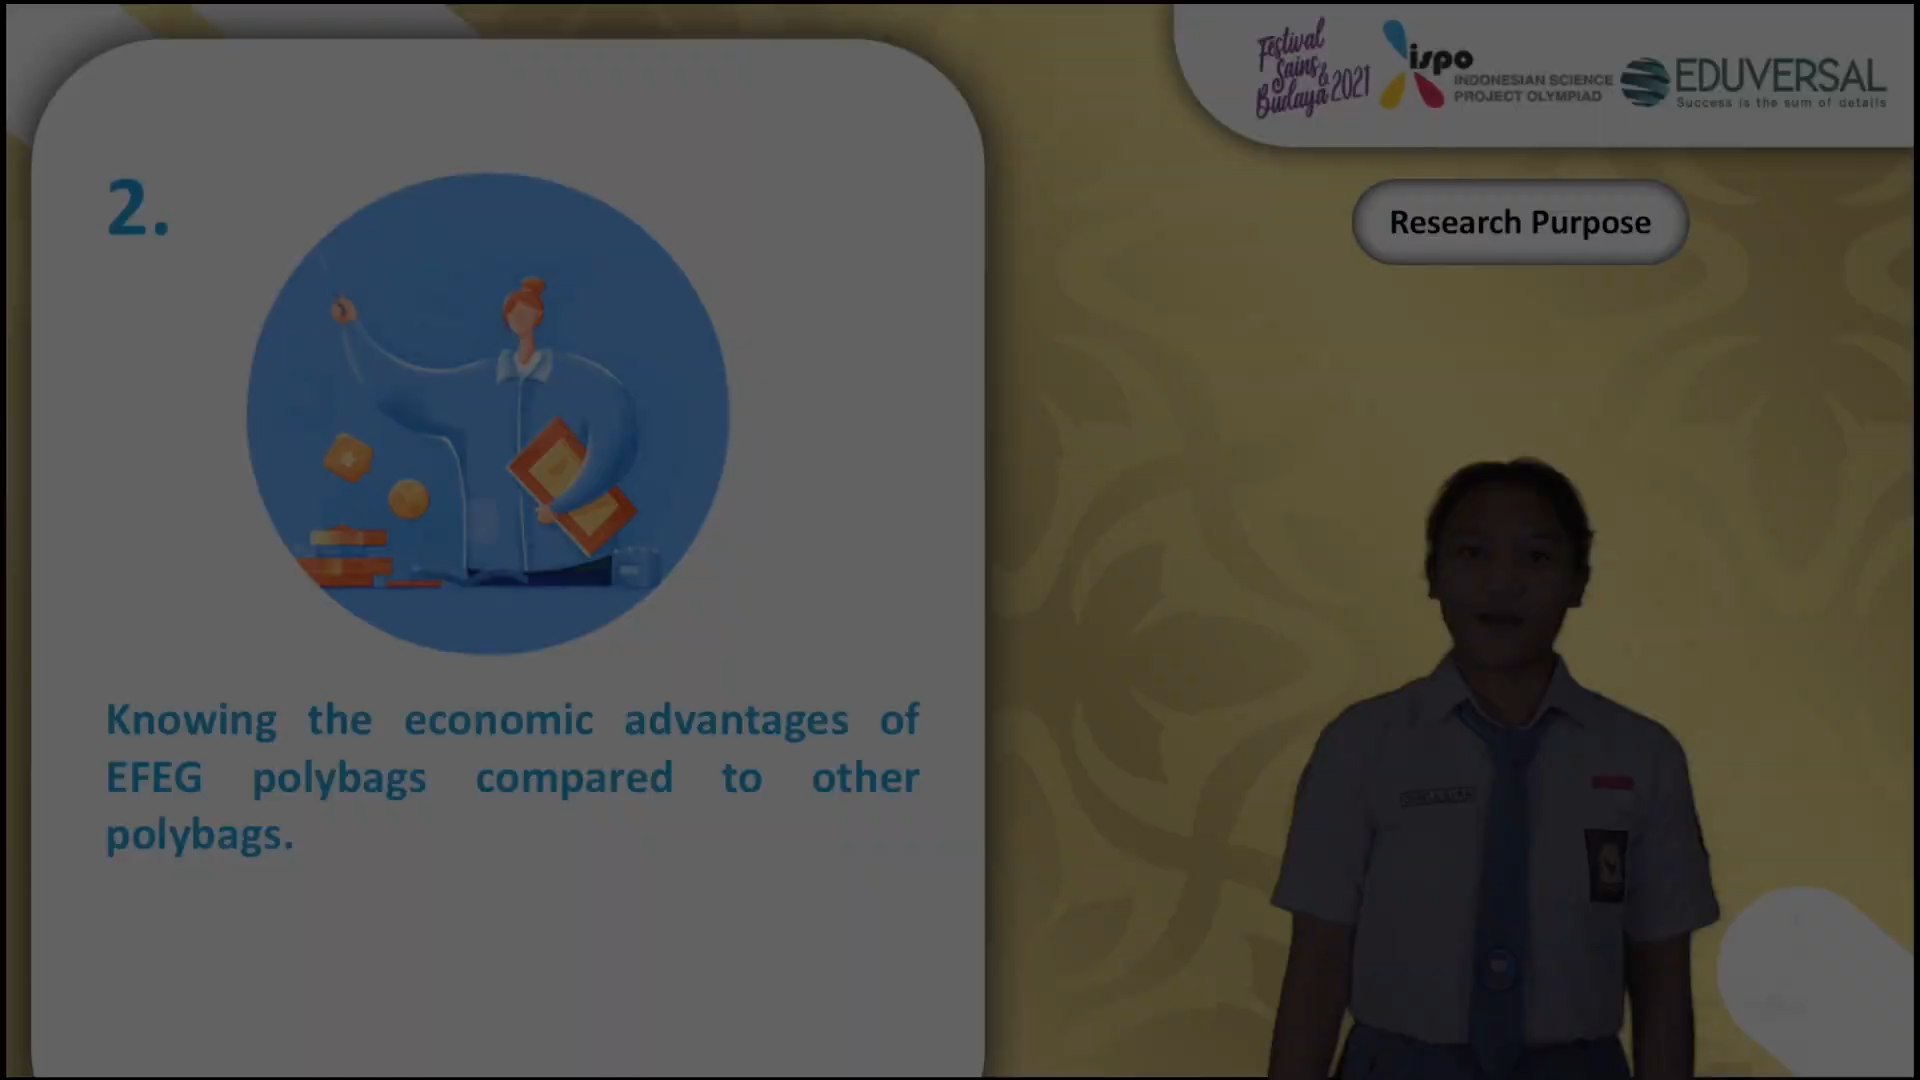 Festival
Sains &
Budaya 2021
ispo
INDONESIAN SCIENCE
PROJECT OLYMPIAD
EDUVERSAL
Success is the sum of details
2.
Research Purpose
Knowing the economic advantages of
EFEG polybags compared to other
polybags.